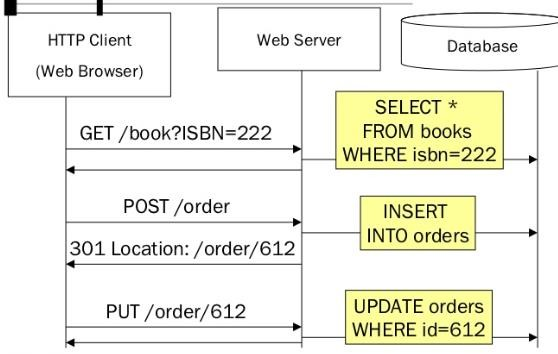 HTTP Client
(Web Browser)
Web Server
Database
GET /book?ISBN=222
SELECT *
FROM books
WHERE isbn=222
POST /order
INSERT
INTO orders
301 Location: /order/612
PUT /order/612
UPDATE orders
WHERE id=612